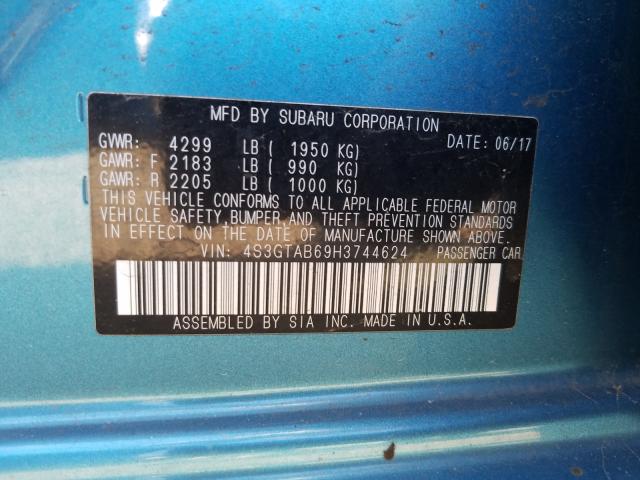 MFD BY SUBARU CORPORATION
GWWR: 4299 LB ( 1950 KG) DATE: 06/17
GAWR: F 2183 LB ( 990 KG)
GAWR: R 2205 LB ( 1000 KG)
THIS VEHICLE CONFORMS TO ALL APPLICABLE FEDERAL MOTOR
VEHICLE SAFETY, BUMPER, AND THEFT PREVENTION STANDARDS
IN EFFECT ON THE DATE OF MANUFACTURE SHOWN ABOVE.
VIN: 4S3GTAB69H3744624 PASSENGER CAR
ASSEMBLED BY SIA INC. MADE IN U.S.A.